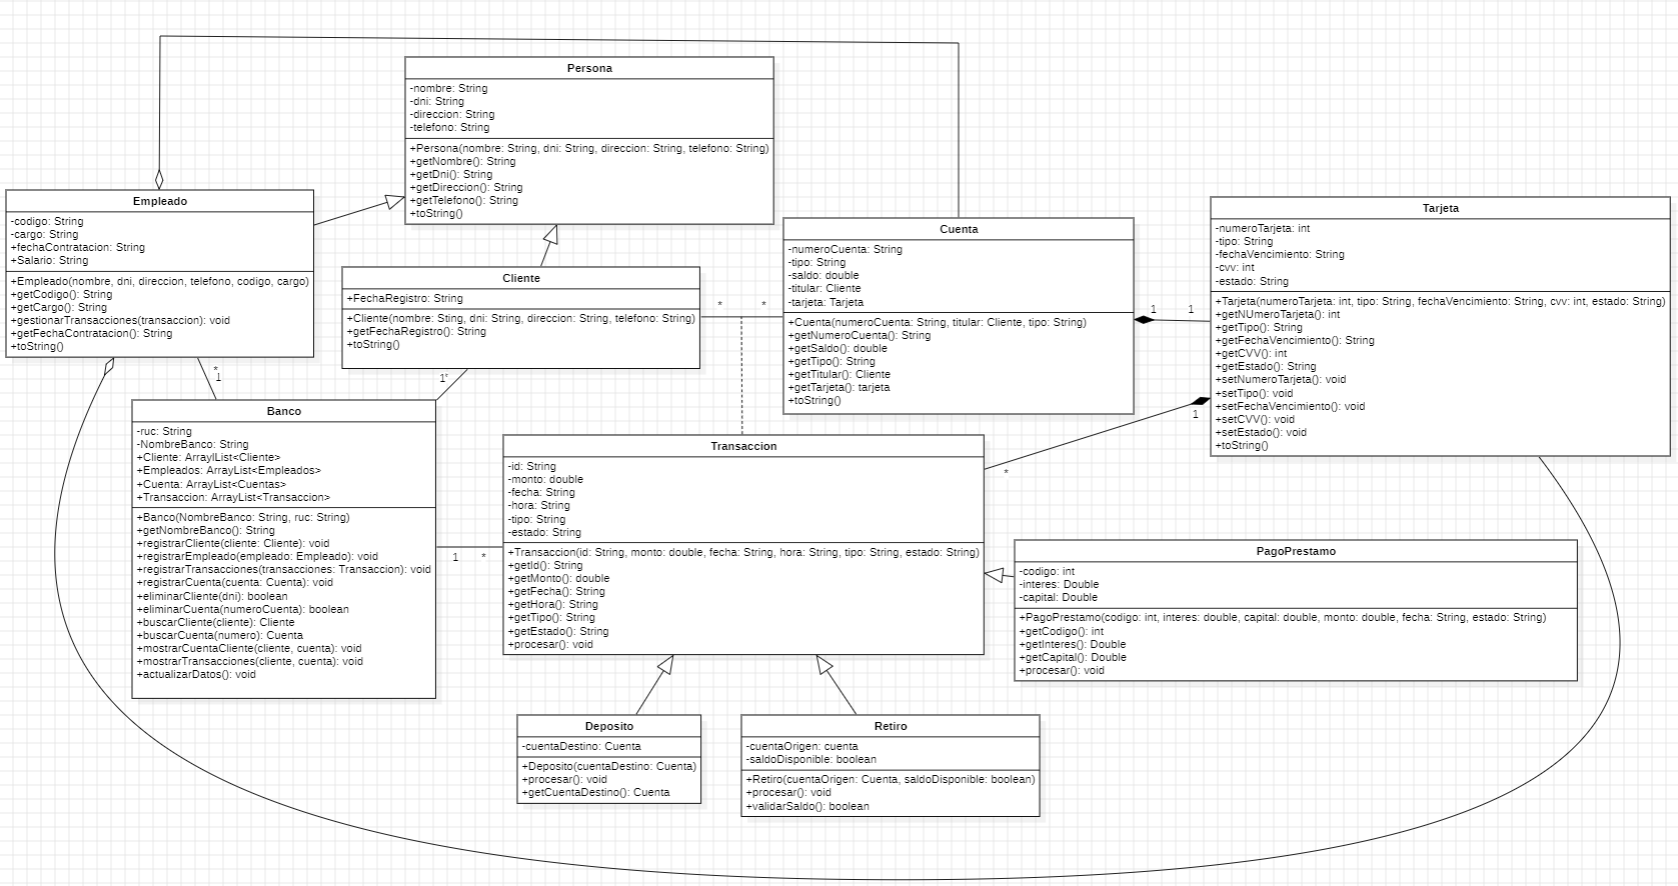 Persona
-nombre: String
-dni: String
-direccion: String
-telefono: String
+Persona(nombre: String, dni: String, direccion: String, telefono: String)
+getNombre(): String
+getDni(): String
+getDireccion(): String
+getTelefono(): String
+toString()
Empleado
-codigo: String
-cargo: String
+fechaContratacion: String
+Salario: String
+Empleado(nombre, dni, direccion, telefono, codigo, cargo)
+getCodigo(): String
+getCargo(): String
+gestionarTransacciones(transaccion): void
+getFechaContratacion(): String
+toString()
Cliente
+FechaRegistro: String
+Cliente(nombre: Sting, dni: String, direccion: String, telefono: String)
+getFechaRegistro(): String
+toString()
*
*
Cuenta
-numeroCuenta: String
-tipo: String
-saldo: double
-titular: Cliente
-tarjeta: Tarjeta
+Cuenta(numeroCuenta: String, titular: Cliente, tipo: String)
+getNumeroCuenta(): String
+getSaldo(): double
+getTipo(): String
+getTitular(): Cliente
+getTarjeta(): tarjeta
+toString()
1
1
Tarjeta
-numeroTarjeta: int
-tipo: String
-fechaVencimiento: String
-cvv: int
-estado: String
+Tarjeta(numeroTarjeta: int, tipo: String, fechaVencimiento: String, cvv: int, estado: String)
+getNUmeroTarjeta(): int
+getTipo(): String
+getFechaVencimiento(): String
+getCVV(): int
+getEstado(): String
+setNumeroTarjeta(): void
+setTipo(): void
+setFechaVencimiento(): void
+setCVV(): void
+setEstado(): void
+toString()
*
1
1*
Banco
-ruc: String
-NombreBanco: String
+Cliente: ArraylList<Cliente>
+Empleados: ArrayList<Empleados>
+Cuenta: ArrayList<Cuentas>
+Transaccion: ArrayList<Transaccion>
+Banco(NombreBanco: String, ruc: String)
+getNombreBanco(): String
+registrarCliente(cliente: Cliente): void
+registrarEmpleado(empleado: Empleado): void
+registrarTransacciones(transacciones: Transaccion): void
+registrarCuenta(cuenta: Cuenta): void
+eliminarCliente(dni): boolean
+eliminarCuenta(numeroCuenta): boolean
+buscarCliente(cliente): Cliente
+buscarCuenta(numero): Cuenta
+mostrarCuentaCliente(cliente, cuenta): void
+mostrarTransacciones(cliente, cuenta): void
+actualizarDatos(): void
1
*
Transaccion
-id: String
-monto: double
-fecha: String
-hora: String
-tipo: String
-estado: String
+Transaccion(id: String, monto: double, fecha: String, hora: String, tipo: String, estado: String)
+getId(): String
+getMonto(): double
+getFecha(): String
+getHora(): String
+getTipo(): String
+getEstado(): String
+procesar(): void
1
*
PagoPrestamo
-codigo: int
-interes: Double
-capital: Double
+PagoPrestamo(codigo: int, interes: double, capital: double, monto: double, fecha: String, estado: String)
+getCodigo(): int
+getInteres(): Double
+getCapital(): Double
+procesar(): void
Deposito
-cuentaDestino: Cuenta
+Deposito(cuentaDestino: Cuenta)
+procesar(): void
+getCuentaDestino(): Cuenta
Retiro
-cuentaOrigen: cuenta
-saldoDisponible: boolean
+Retiro(cuentaOrigen: Cuenta, saldoDisponible: boolean)
+procesar(): void
+validarSaldo(): boolean